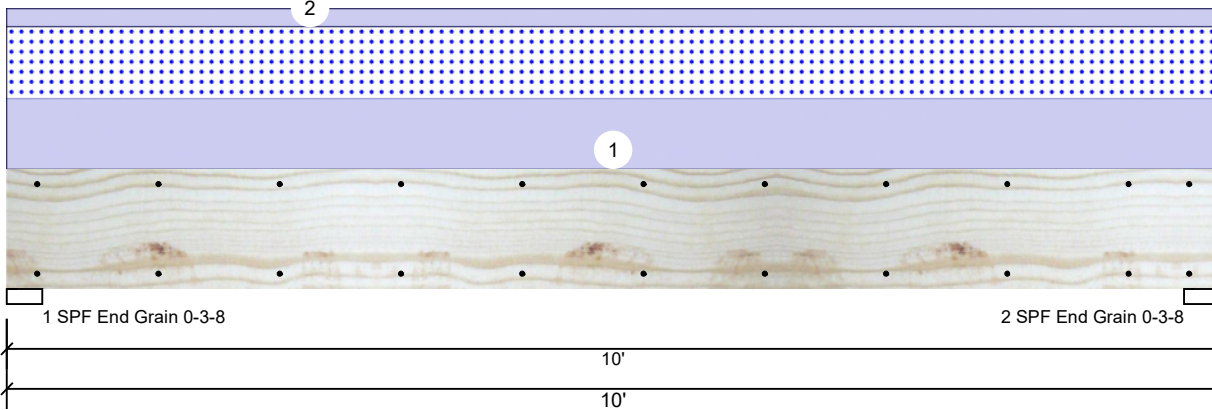 2
1
1 SPF End Grain 0-3-8
2 SPF End Grain 0-3-8
10'
10'